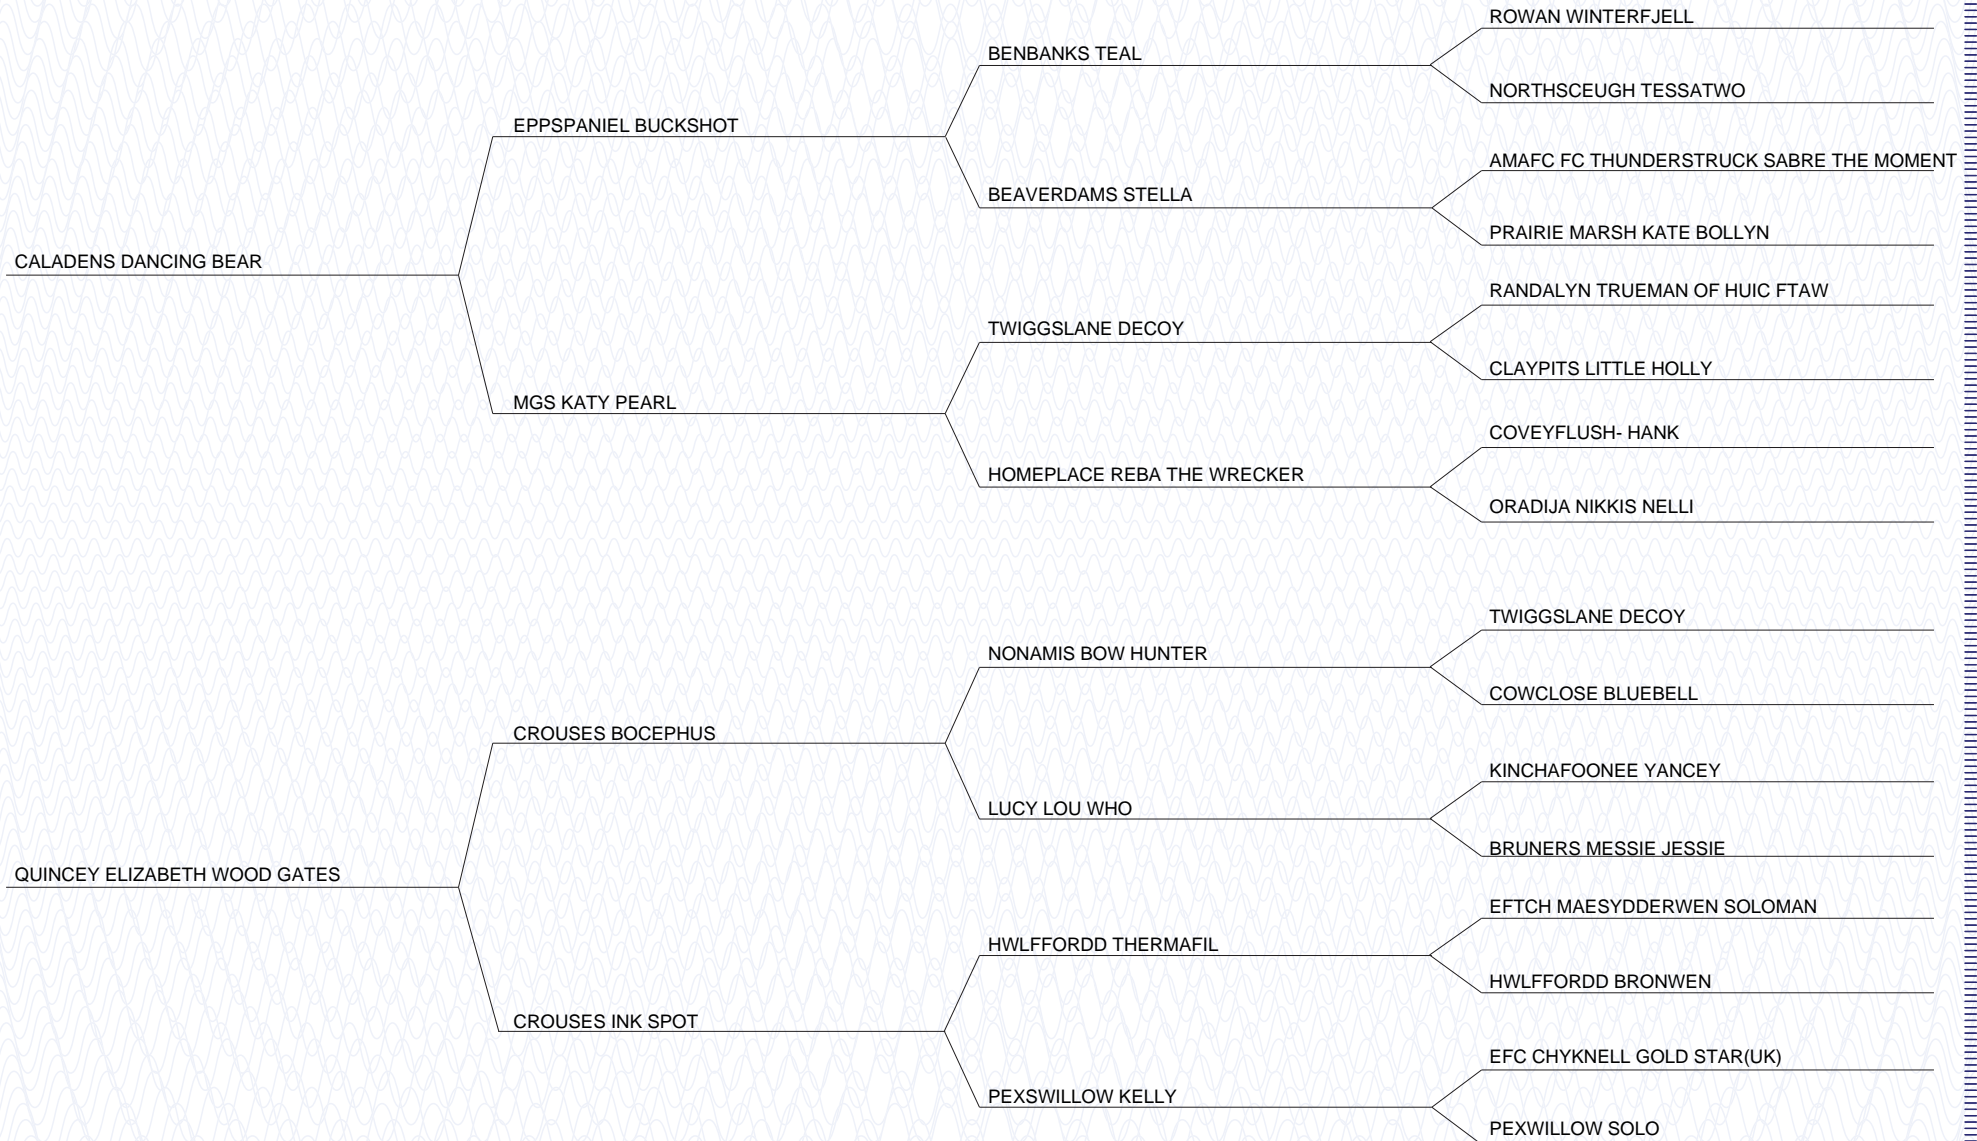 ROWAN WINTERFJELL
BENBANKS TEAL
NORTHSCEUGH TESSATWO
EPPSPANIEL BUCKSHOT
AMAFC FC THUNDERSTRUCK SABRE THE MOMENT
BEAVERDAMS STELLA
PRAIRIE MARSH KATE BOLLYN
CALADENS DANCING BEAR
RANDALYN TRUEMAN OF HUIC FTAW
TWIGGSLANE DECOY
CLAYPITS LITTLE HOLLY
MGS KATY PEARL
COVEYFLUSH- HANK
HOMEPLACE REBA THE WRECKER
ORADIJA NIKKIS NELLI
TWIGGSLANE DECOY
NONAMIS BOW HUNTER
COWCLOSE BLUEBELL
CROUSES BOCEPHUS
KINCHAFOONEE YANCEY
LUCY LOU WHO
BRUNERS MESSIE JESSIE
QUINCEY ELIZABETH WOOD GATES
EFTCH MAESYDDERWEN SOLOMAN
HWLFFORDD THERMAFIL
HWLFFORDD BRONWEN
CROUSES INK SPOT
EFC CHYKNELL GOLD STAR(UK)
PEXSWILLOW KELLY
PEXWILLOW SOLO